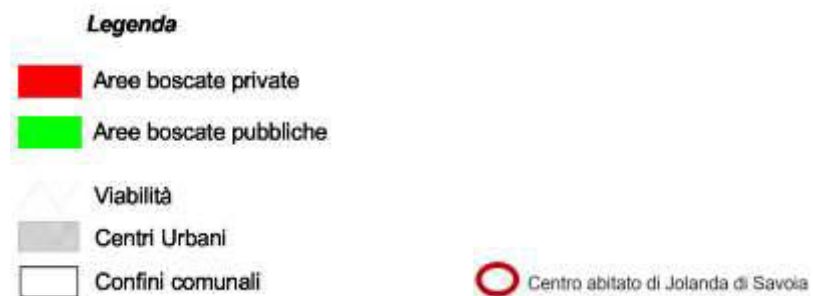 Legenda
Aree boscate private
Aree boscate pubbliche
Viabilità
Centri Urbani
Confini comunali
Centro abitato di Jolanda di Savoia